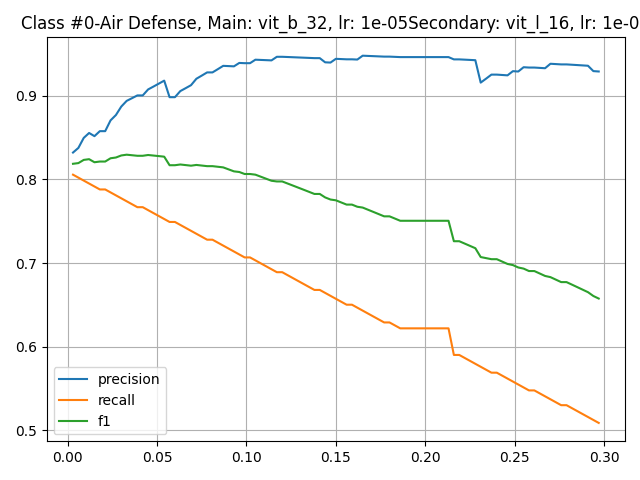 Class #0-Air Defense, Main: vit_b_32, lr: 1e-05Secondary: vit_l_16, lr: 1e-0
0.9
0.8
0.7
0.6
0.5
precision
recall
f1
0.00 0.05 0.10 0.15 0.20 0.25 0.30